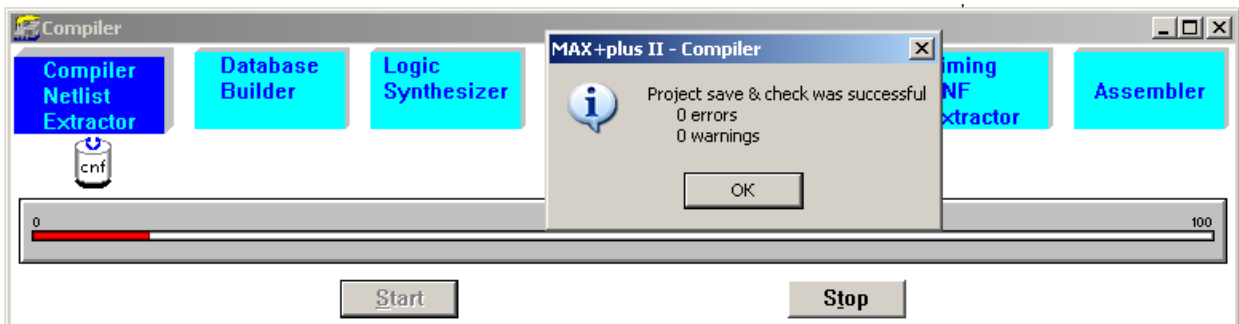 Compiler
MAX+plus II - Compiler
Compiler
Netlist
Extractor
Database
Builder
Logic
Synthesizer
Project save & check was successful
0 errors
0 warnings
OK
iming
NF
xtractor
Assembler
cnf
0
100
Start
Stop